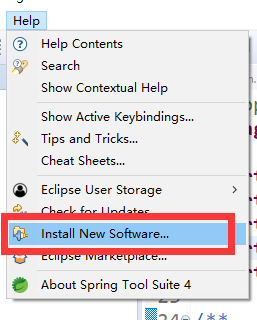 Help
Help Contents
Search
Show Contextual Help
Show Active Keybindings...
Tips and Tricks...
Cheat Sheets...
Eclipse User Storage
Check for Updates
Install New Software...
Eclipse Marketplace...
About Spring Tool Suite 4
24 /**